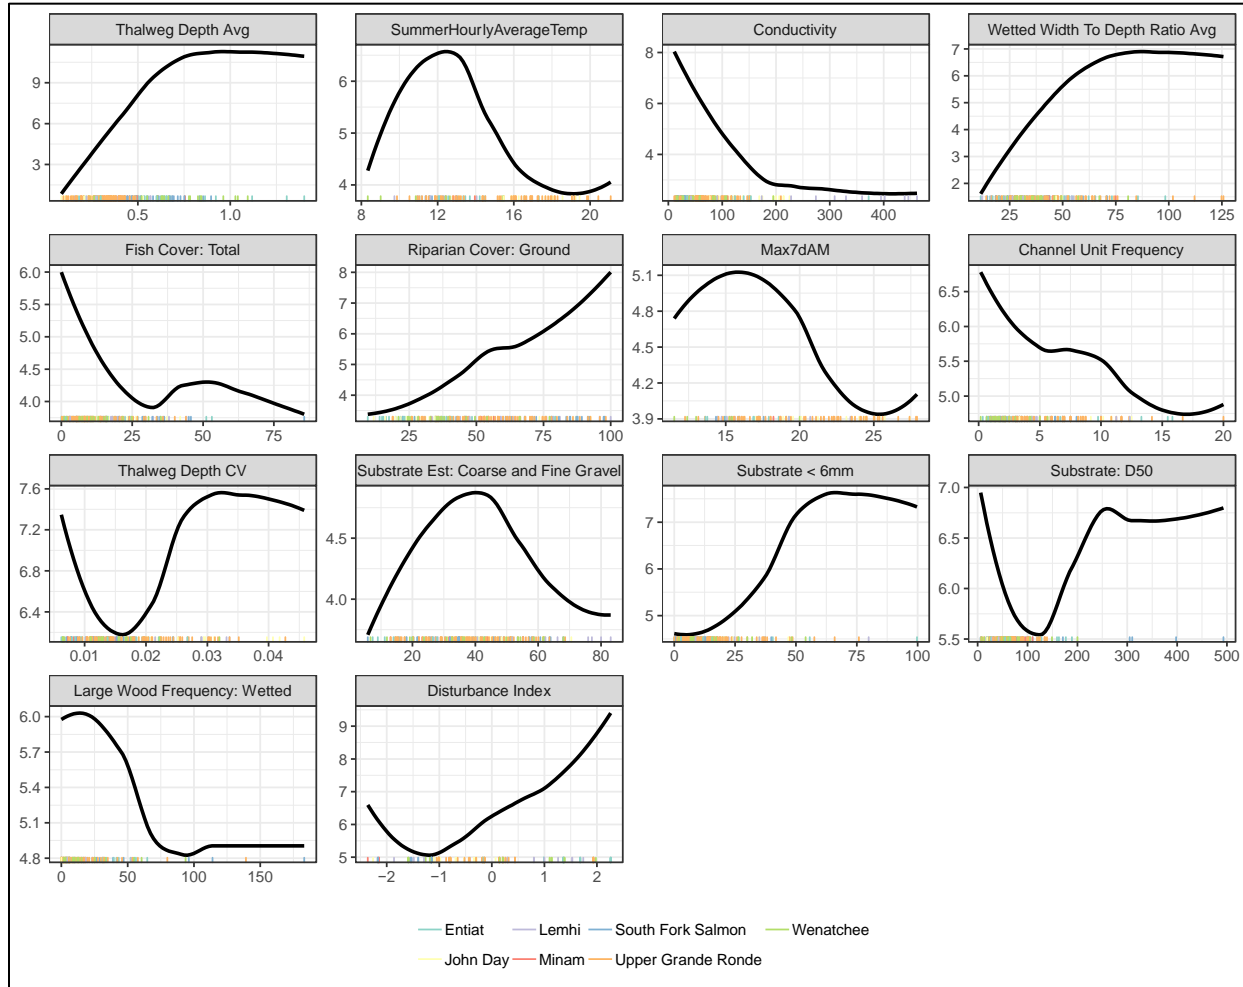 Thalweg Depth Avg
SummerHourlyAverageTemp
Conductivity
Wetted Width To Depth Ratio Avg
9
6
3
0.5 1.0
6
5
4
8 12 16 20
8
6
4
0 100 200 300 400
7
6
5
4
3
2
25 50 75 100 125
Fish Cover: Total
Riparian Cover: Ground
Max7dAM
Channel Unit Frequency
6.0
5.5
5.0
4.5
4.0
0 25 50 75
8
7
6
5
4
25 50 75 100
5.1
4.8
4.5
4.2
3.9
15 20 25
6.5
6.0
5.5
5.0
0 5 10 15 20
Thalweg Depth CV
Substrate Est: Coarse and Fine Gravel
Substrate < 6mm
Substrate: D50
7.6
7.2
6.8
6.4
0.01 0.02 0.03 0.04
4.5
4.0
20 40 60 80
7
6
5
0 25 50 75 100
7.0
6.5
6.0
5.5
0 100 200 300 400 500
Large Wood Frequency: Wetted
Disturbance Index
6.0
5.7
5.4
5.1
4.8
0 50 100 150
9
8
7
6
5
−2 −1 0 1 2
Entiat Lemhi South Fork Salmon Wenatchee
John Day Minam Upper Grande Ronde